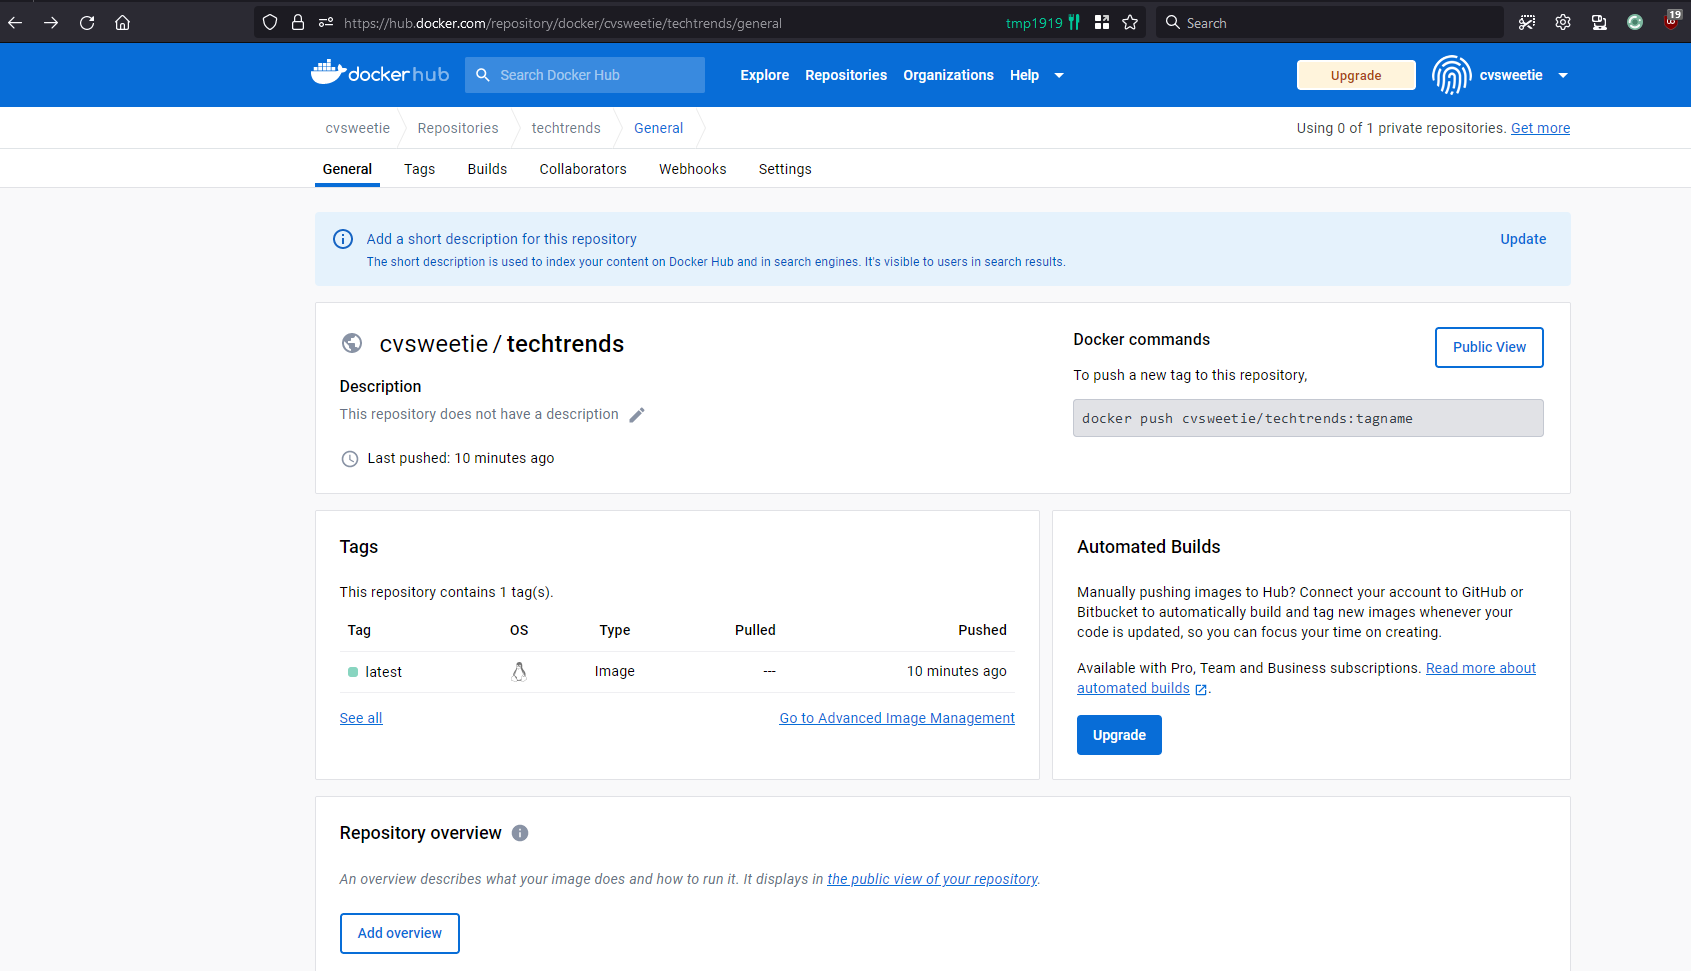 https://hub.docker.com/repository/docker/cvsweetie/techtrends/general
tmp1919
Search
19
docker hub
Search Docker Hub
Explore
Repositories
Organizations
Help
Upgrade
cvsweetie
cvsweetie
Repositories
techtrends
General
Using 0 of 1 private repositories. Get more
General
Tags
Builds
Collaborators
Webhooks
Settings
Add a short description for this repository
Update
The short description is used to index your content on Docker Hub and in search engines. It's visible to users in search results.
cvsweetie / techtrends
Description
This repository does not have a description
Last pushed: 10 minutes ago
Docker commands
Public View
To push a new tag to this repository,
docker push cvsweetie/techtrends:tagname
Tags
This repository contains 1 tag(s).
Tag OS Type Pulled Pushed
latest Image --- 10 minutes ago
See all
Go to Advanced Image Management
Automated Builds
Manually pushing images to Hub? Connect your account to GitHub or
Bitbucket to automatically build and tag new images whenever your
code is updated, so you can focus your time on creating.
Available with Pro, Team and Business subscriptions. Read more about
automated builds .
Upgrade
Repository overview
An overview describes what your image does and how to run it. It displays in the public view of your repository.
Add overview